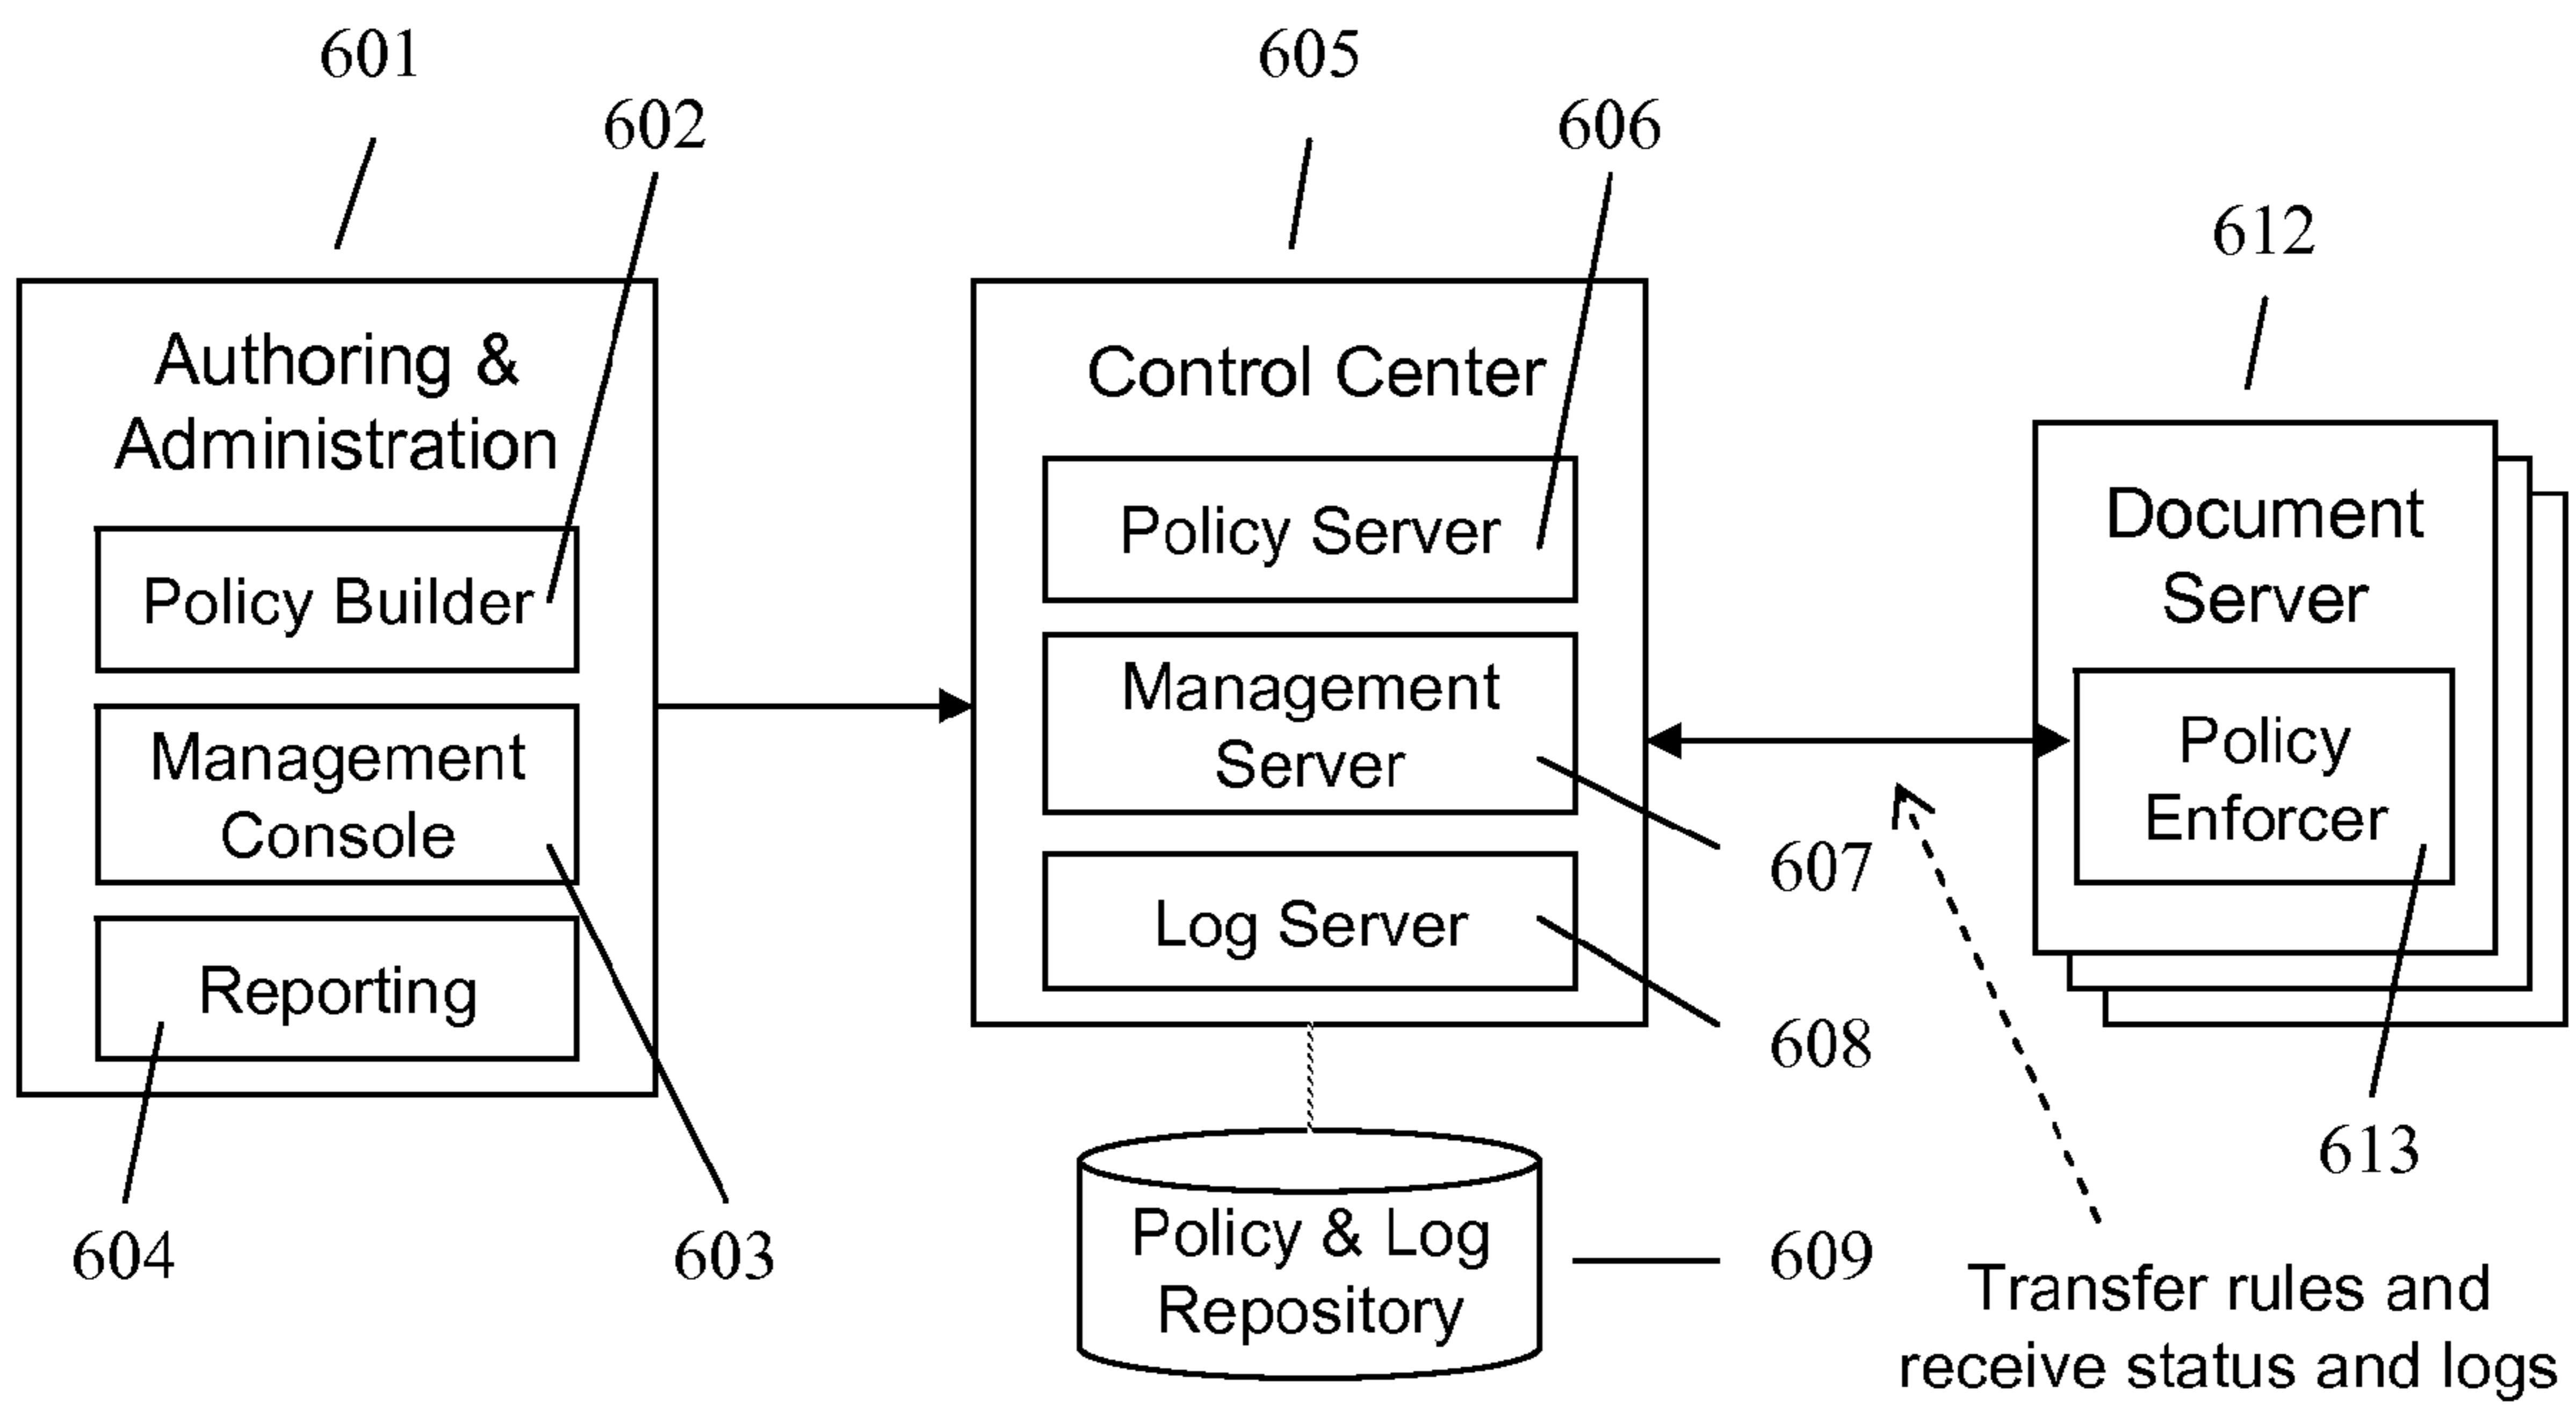 601
602
Authoring &
Administration
Policy Builder
Management
Console
Reporting
604
603
605
606
Control Center
Policy Server
Management
Server
Log Server
607
608
Policy & Log
Repository
609
612
Document
Server
Policy
Enforcer
613
Transfer rules and
receive status and logs